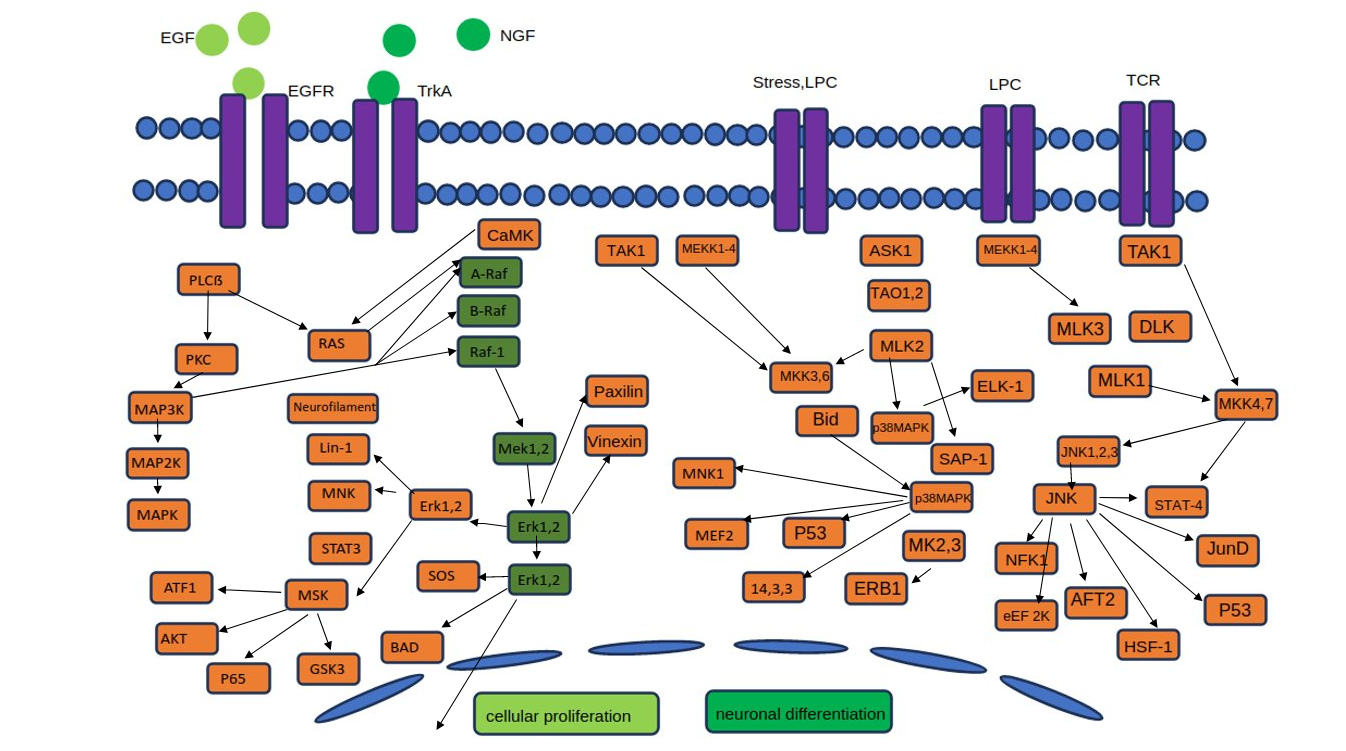 EGF
NGF
EGFR
TrkA
Stress,LPC
LPC
TCR
CaMK
TAK1
MEKK1-4
ASK1
MEKK1-4
TAK1
A-Raf
PLCß
TAO1,2
B-Raf
MLK3
DLK
RAS
Raf-1
MLK2
PKC
MKK3,6
MLK1
ELK-1
Paxilin
MKK4,7
MAP3K
Neurofilament
Bid
p38MAPK
Vinexin
Lin-1
Mek1,2
JNK1,2,3
MAP2K
SAP-1
MNK1
MNK
Erk1,2
p38MAPK
JNK
STAT-4
MAPK
Erk1,2
MEF2
P53
STAT3
MK2,3
JunD
NFK1
SOS
Erk1,2
ATF1
MSK
14,3,3
ERB1
AFT2
eEF 2K
P53
AKT
BAD
HSF-1
P65
GSK3
cellular proliferation
neuronal differentiation